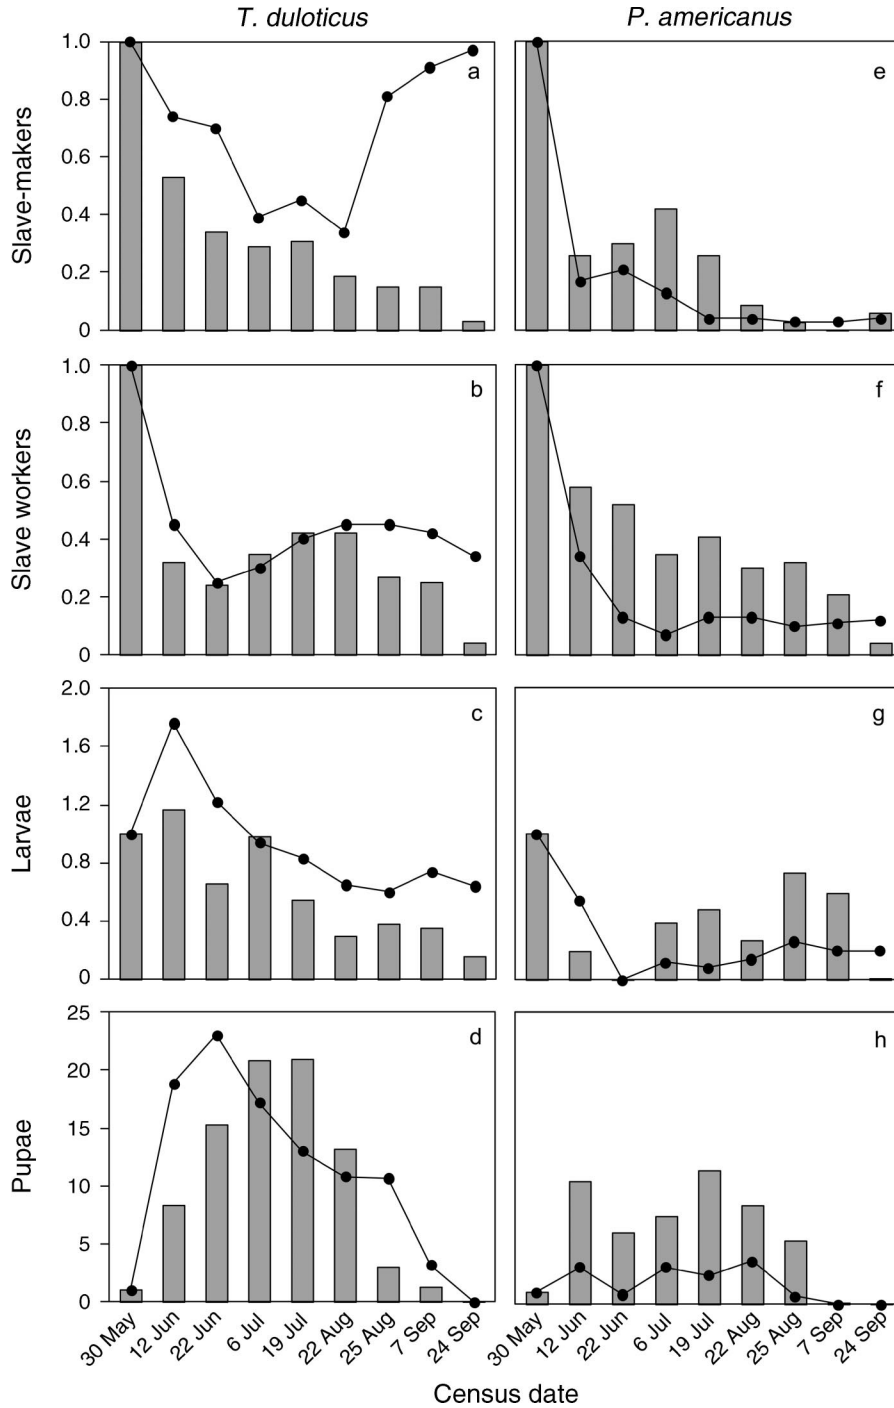 T. duloticus P. americanus
Slave-makers
1.0
0.8
0.6
0.4
0.2
0
a
e
Slave workers
1.0
0.8
0.6
0.4
0.2
0
b
f
Larvae
2.0
1.6
1.2
0.8
0.4
0
c
g
Pupae
25
20
15
10
5
0
d
h
30 May 12 Jun 22 Jun 6 Jul 19 Jul 22 Aug 25 Aug 7 Sep 24 Sep
30 May 12 Jun 22 Jun 6 Jul 19 Jul 22 Aug 25 Aug 7 Sep 24 Sep
Census date